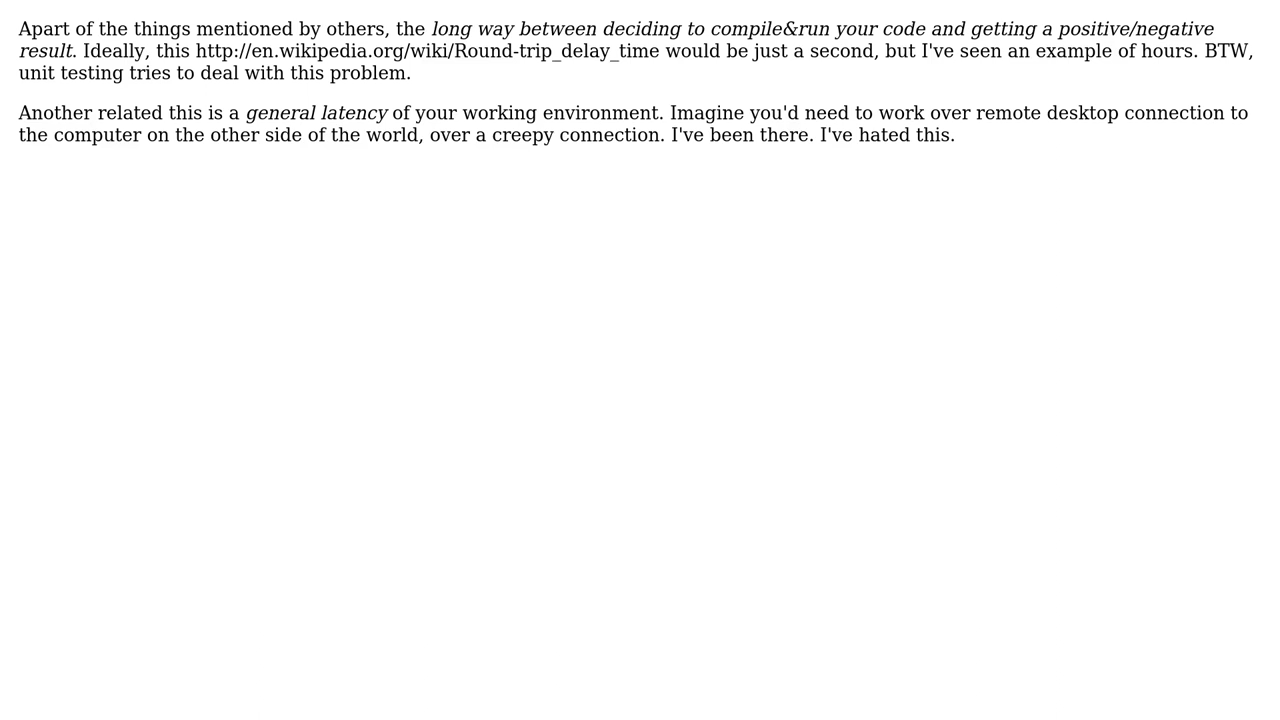 Apart of the things mentioned by others, the long way between deciding to compile&run your code and getting a positive/negative
result. Ideally, this http://en.wikipedia.org/wiki/Round-trip_delay_time would be just a second, but I've seen an example of hours. BTW,
unit testing tries to deal with this problem.
Another related this is a general latency of your working environment. Imagine you'd need to work over remote desktop connection to
the computer on the other side of the world, over a creepy connection. I've been there. I've hated this.